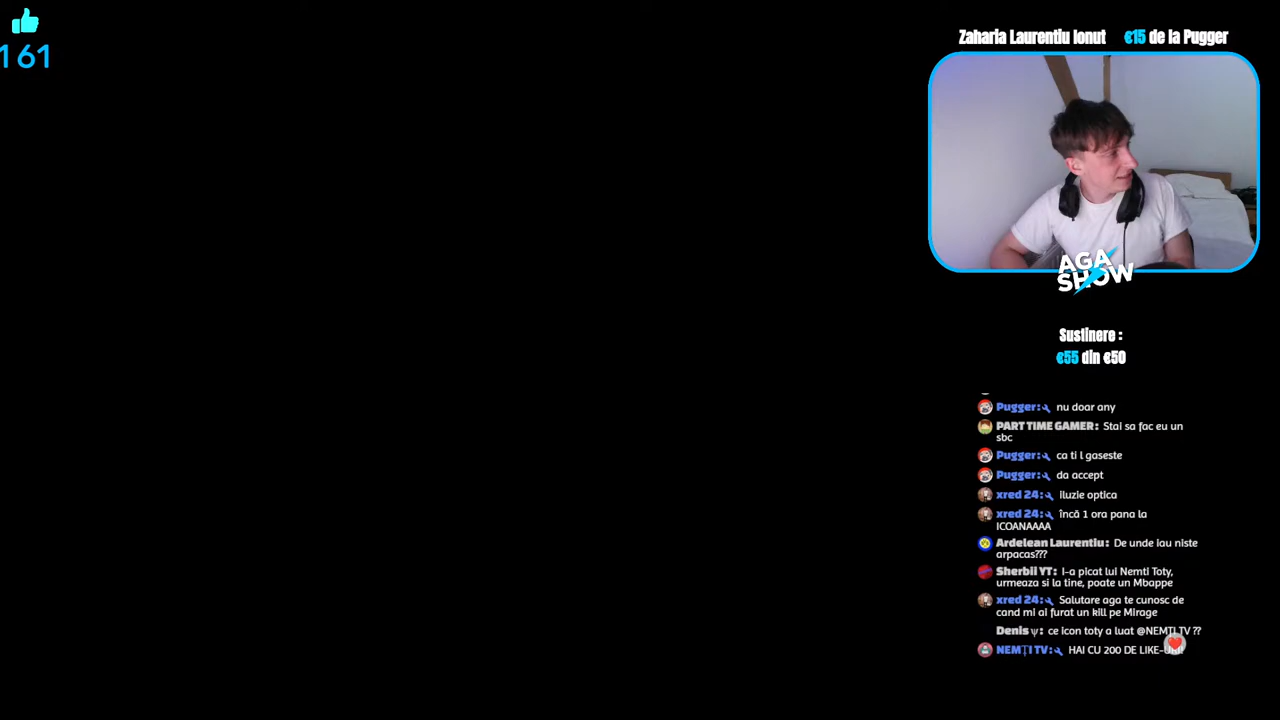 161
Zaharia Laurentiu Ionut €15 de la Pugger
AGA
SHOW
Sustinere :
€55 din €50
Pugger: nu doar any
PART TIME GAMER: Stai sa fac eu un
sbc
Pugger: ca ti l gaseste
Pugger: da accept
xred 24: iluzie optica
xred 24: încă 1 ora pana la
ICOANAAAA
Ardelean Laurentiu: De unde iau niste
arpacas???
Sherbii YT: I-a picat lui Nemti Toty,
urmeaza si la tine, poate un Mbappe
xred 24: Salutare aga te cunosc de
cand mi ai furat un kill pe Mirage
Denis ψ: ce icon toty a luat @NEMTI TV ??
NEMȚI TV: HAI CU 200 DE